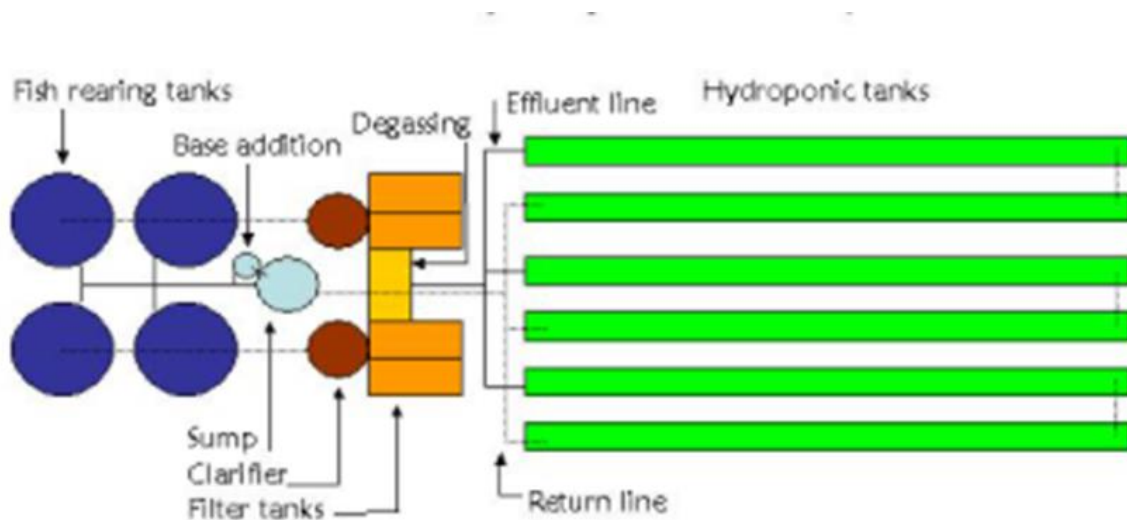 Fish rearing tanks
Effluent line
Hydroponic tanks
Degassing
Base addition
Sump
Clarifier
Filter tanks
Return line